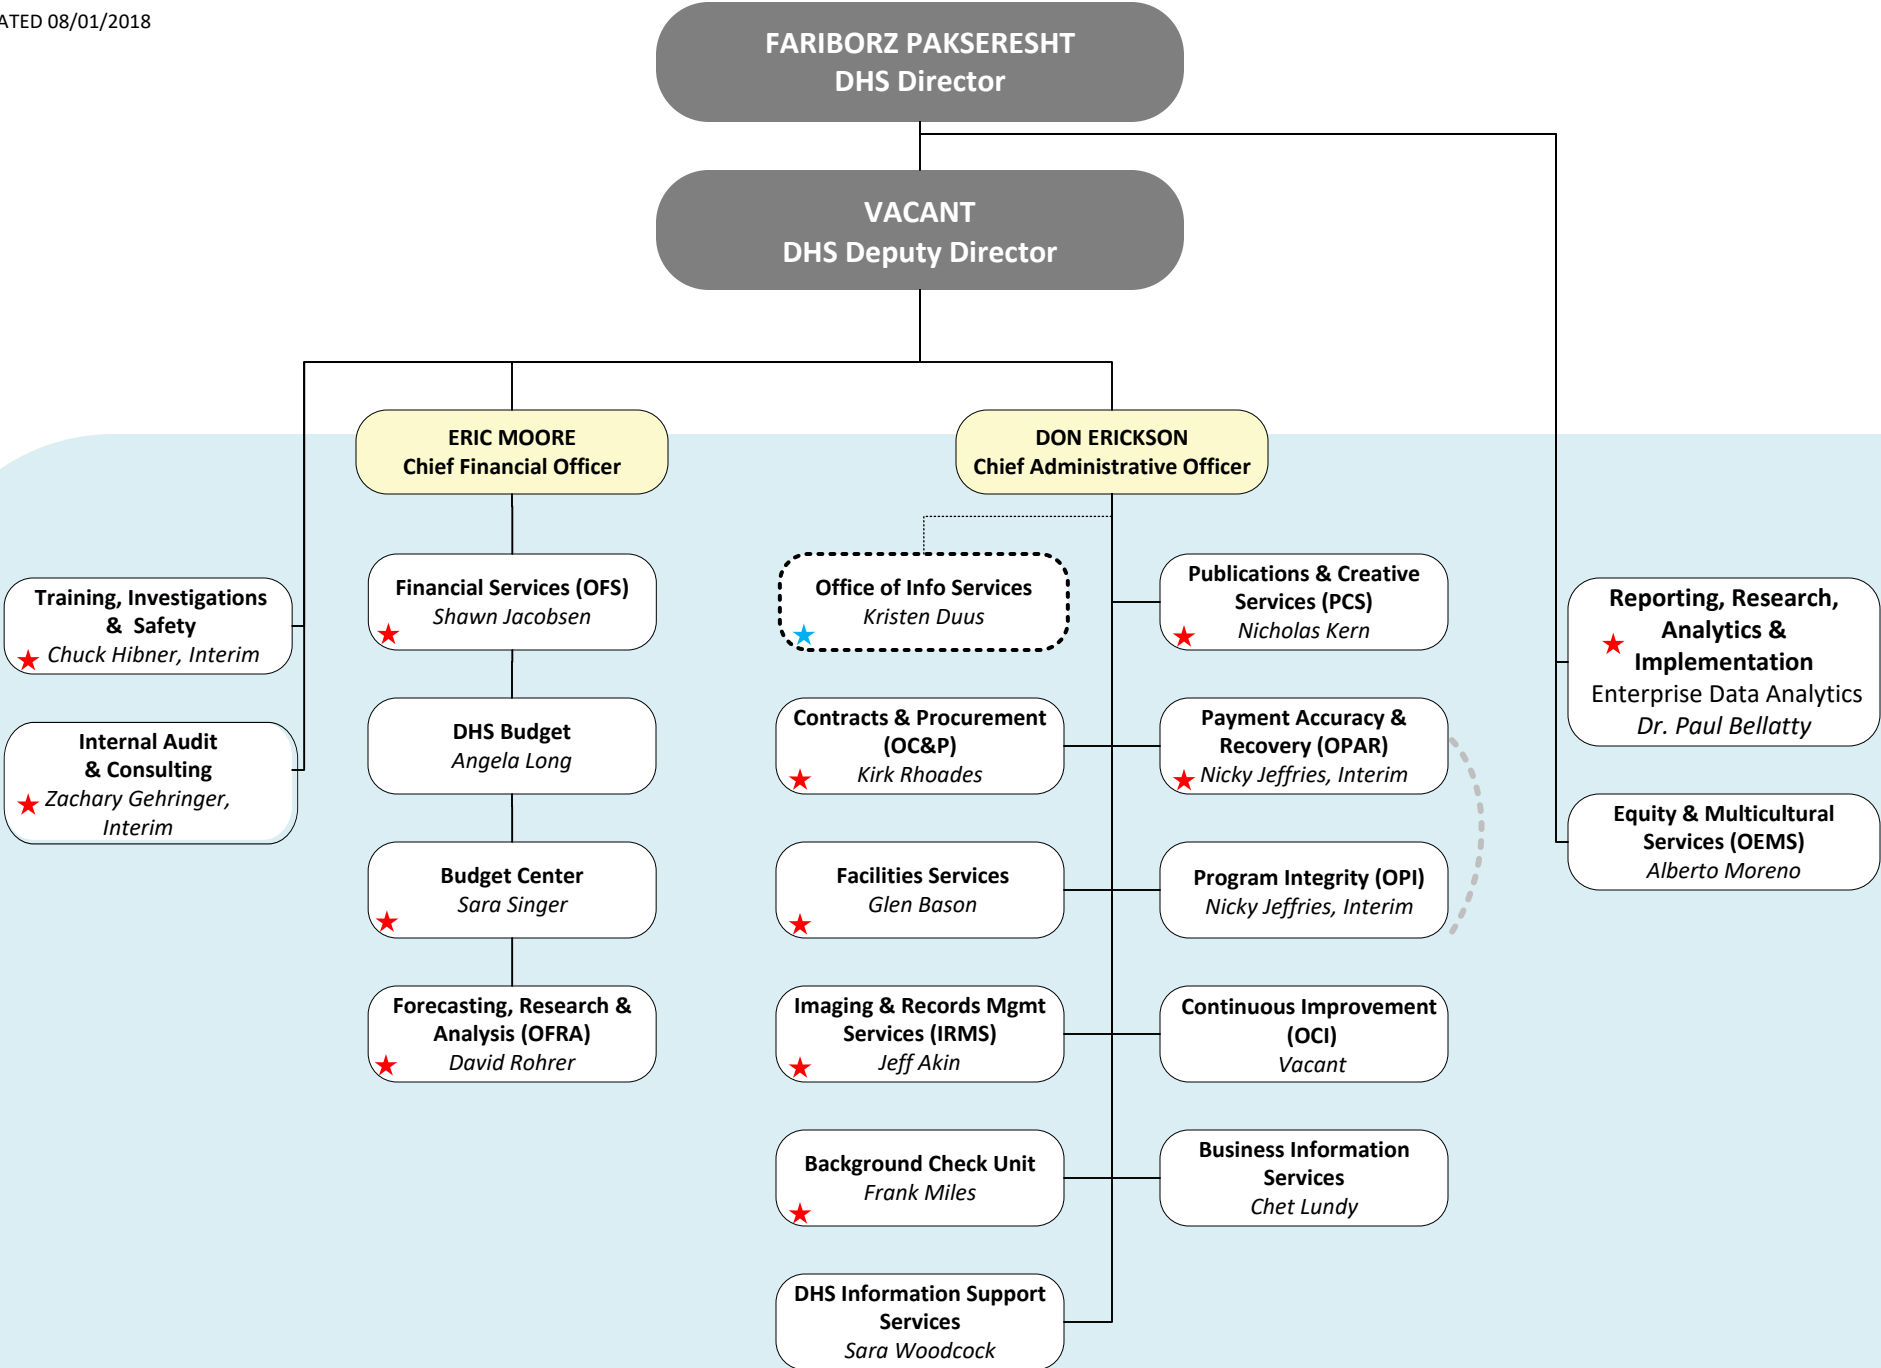 ATED 08/01/2018
FARIBORZ PAKSERESHT
DHS Director
VACANT
DHS Deputy Director
ERIC MOORE
Chief Financial Officer
DON ERICKSON
Chief Administrative Officer
Training, Investigations
& Safety
Chuck Hibner, Interim
Internal Audit
& Consulting
Zachary Gehringer,
Interim
Financial Services (OFS)
Shawn Jacobsen
DHS Budget
Angela Long
Budget Center
Sara Singer
Forecasting, Research &
Analysis (OFRA)
David Rohrer
Office of Info Services
Kristen Duus
Contracts & Procurement
(OC&P)
Kirk Rhoades
Facilities Services
Glen Bason
Imaging & Records Mgmt
Services (IRMS)
Jeff Akin
Background Check Unit
Frank Miles
DHS Information Support
Services
Sara Woodcock
Publications & Creative
Services (PCS)
Nicholas Kern
Payment Accuracy &
Recovery (OPAR)
Nicky Jeffries, Interim
Program Integrity (OPI)
Nicky Jeffries, Interim
Continuous Improvement
(OCI)
Vacant
Business Information
Services
Chet Lundy
Reporting, Research,
Analytics &
Implementation
Enterprise Data Analytics
Dr. Paul Bellatty
Equity & Multicultural
Services (OEMS)
Alberto Moreno